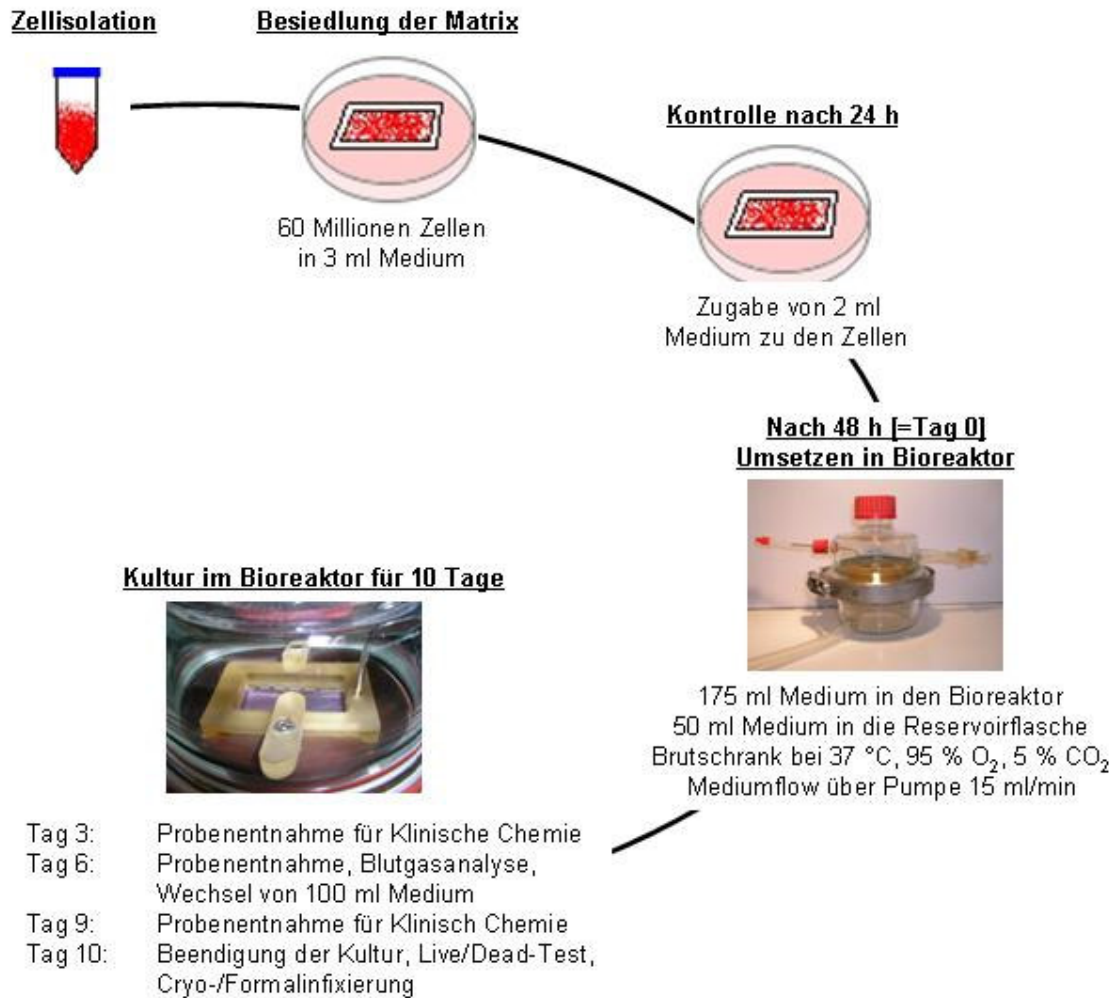 Zellisolation
Besiedlung der Matrix
60 Millionen Zellen
in 3 ml Medium
Kontrolle nach 24 h
Zugabe von 2 ml
Medium zu den Zellen
Nach 48 h [=Tag 0]
Umsetzen in Bioreaktor
175 ml Medium in den Bioreaktor
50 ml Medium in die Reservoirflasche
Brutschrank bei 37 °C, 95 % O₂, 5 % CO₂
Mediumflow über Pumpe 15 ml/min
Kultur im Bioreaktor für 10 Tage
Tag 3: Probenentnahme für Klinische Chemie
Tag 6: Probenentnahme, Blutgasanalyse,
Wechsel von 100 ml Medium
Tag 9: Probenentnahme für Klinisch Chemie
Tag 10: Beendigung der Kultur, Live/Dead-Test,
Cryo-/Formalinfixierung